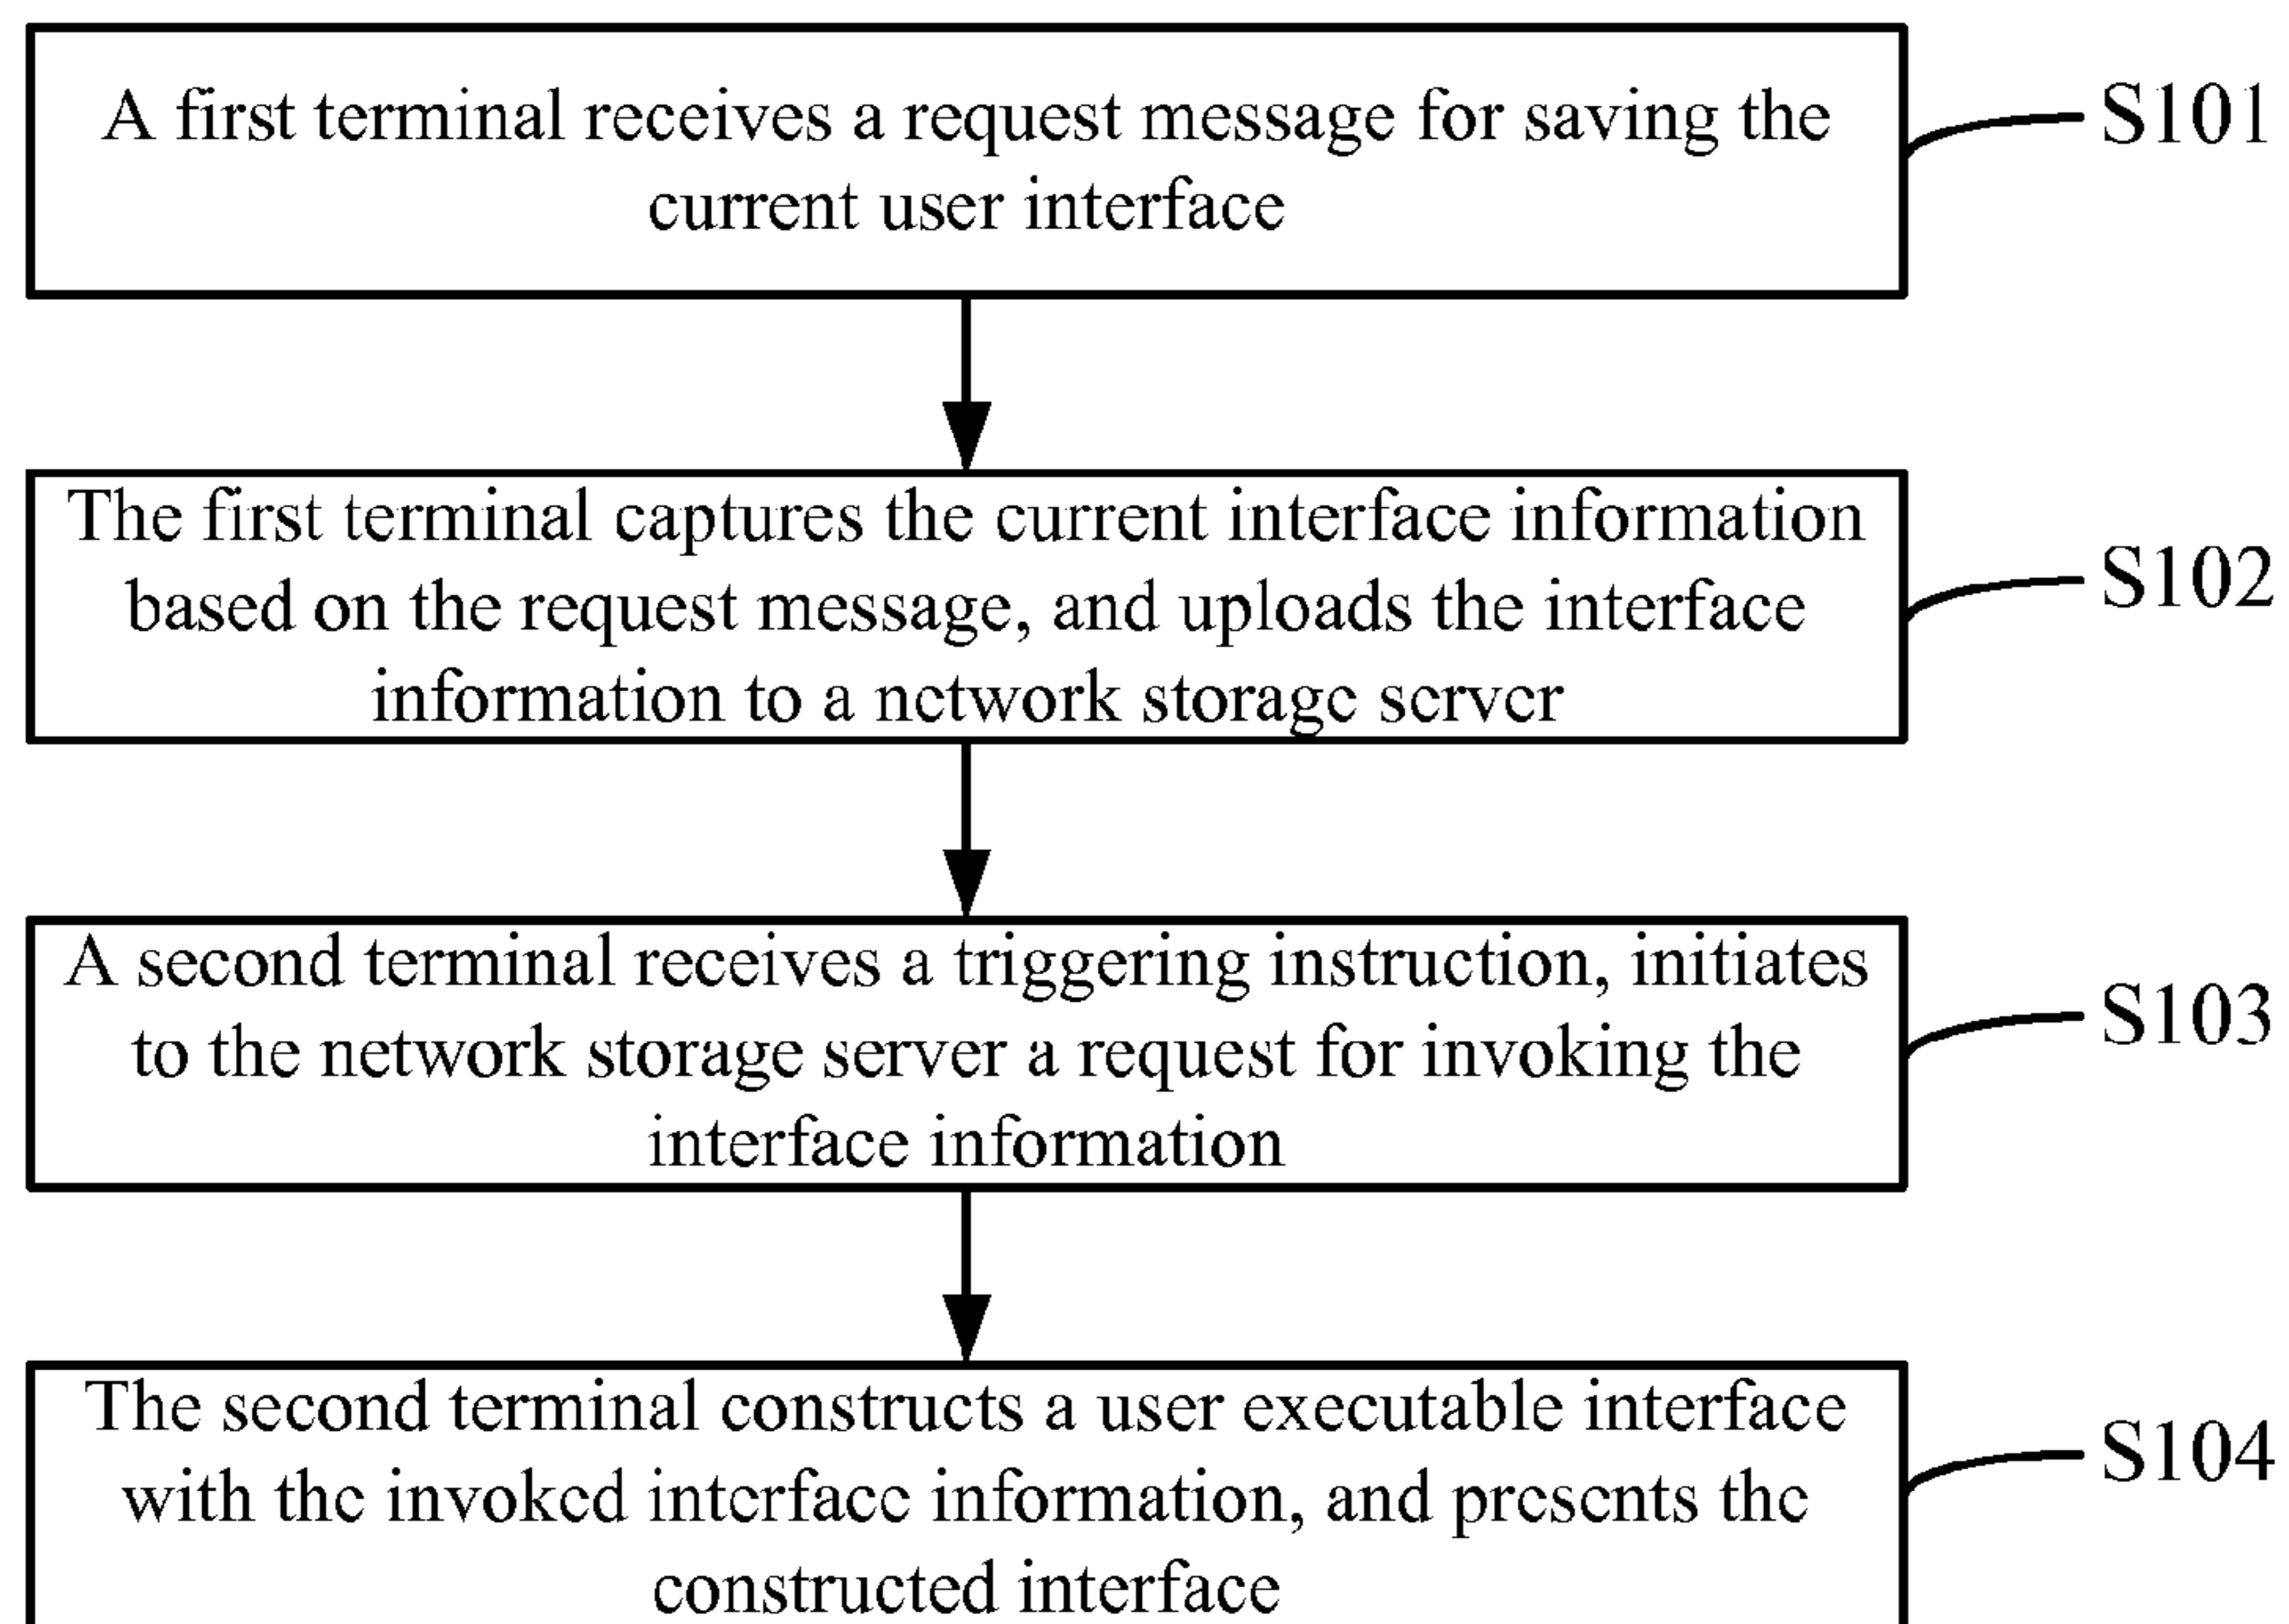 A first terminal receives a request message for saving the
current user interface
S101
The first terminal captures the current interface information
based on the request message, and uploads the interface
information to a network storage server
S102
A second terminal receives a triggering instruction, initiates
to the network storage server a request for invoking the
interface information
S103
The second terminal constructs a user executable interface
with the invoked interface information, and presents the
constructed interface
S104